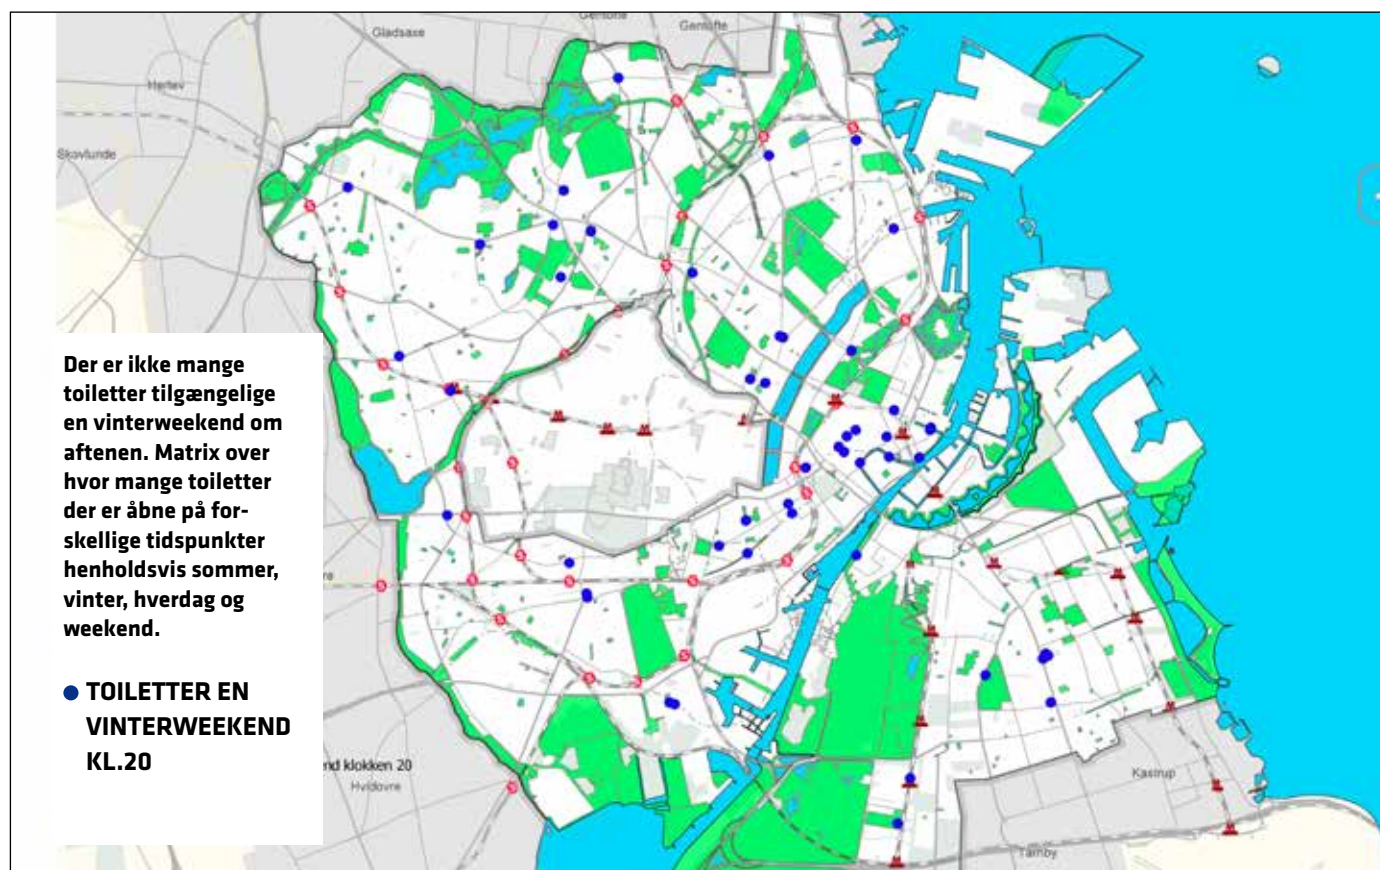 Gentofte
Gentofte
Gladsaxe
Herlev
Skovlunde
Der er ikke mange
toiletter tilgængelige
en vinterweekend om
aftenen. Matrix over
hvor mange toiletter
der er åbne på for-
skellige tidspunkter
henholdsvis sommer,
vinter, hverdag og
weekend.
TOILETTER EN
VINTERWEEKEND
KL.20
nd klokken 20
Hvidovre
Kastrup
Tårnby